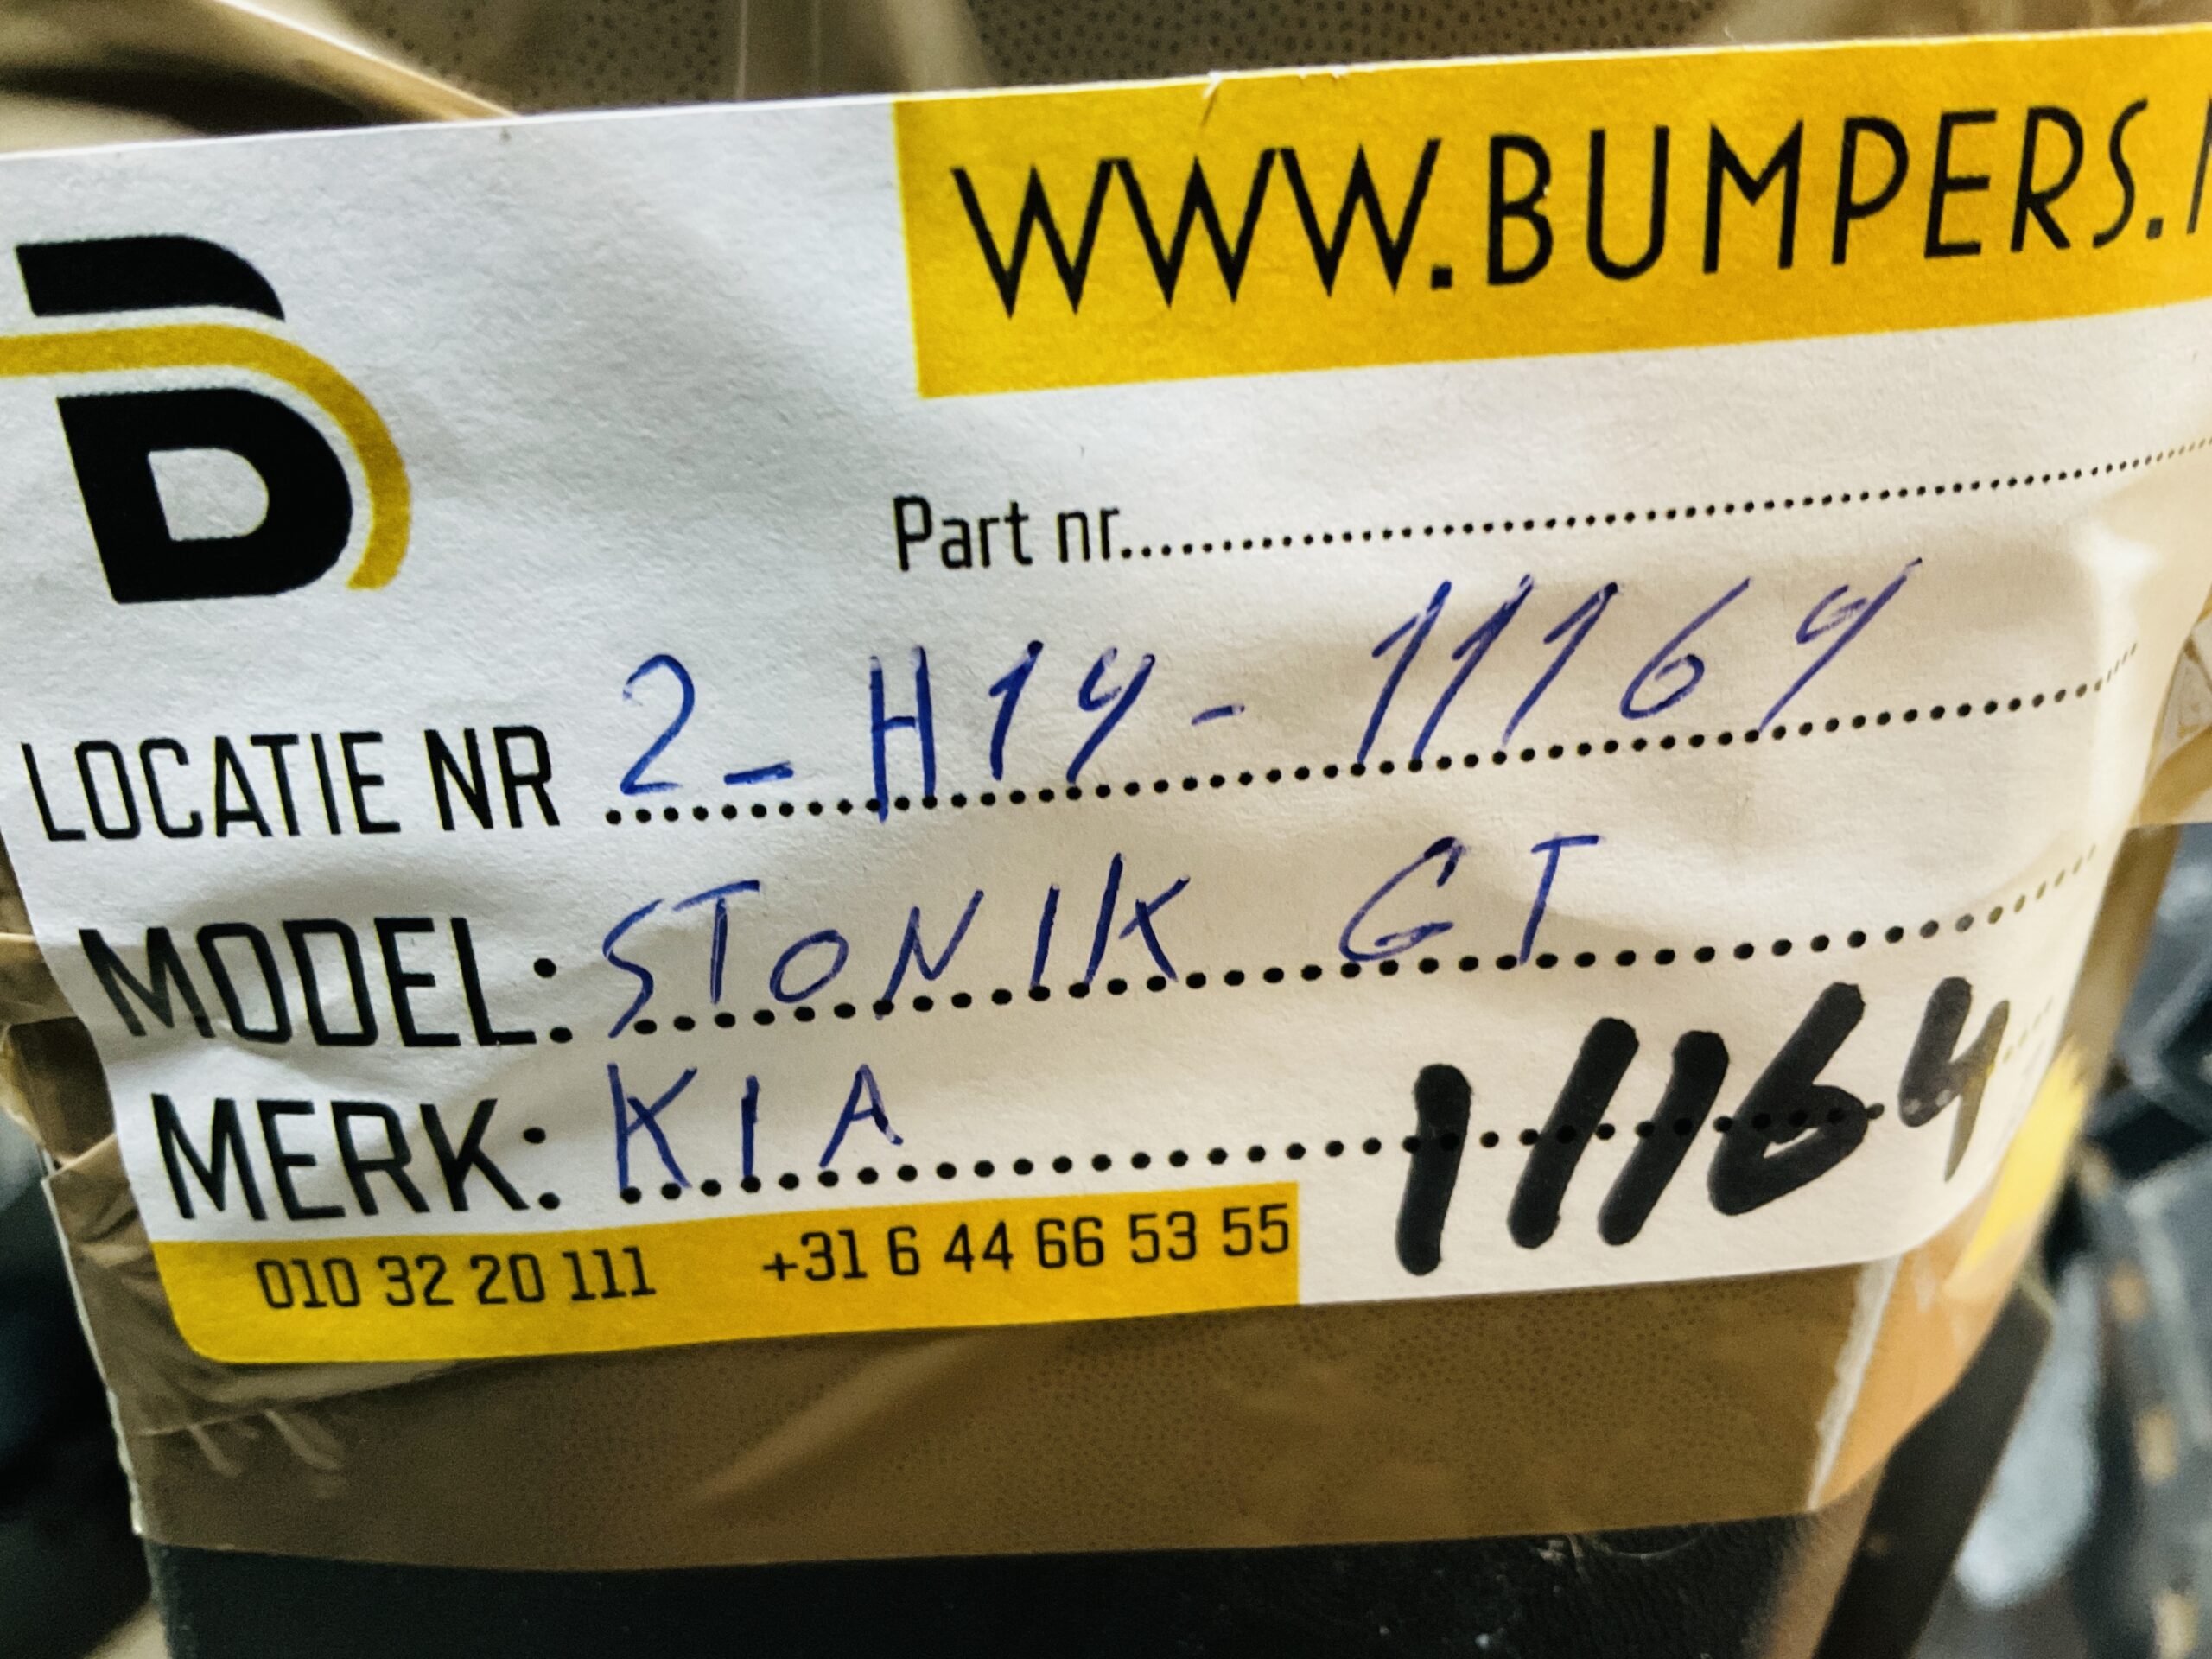 B
WWW.BUMPERS.
Part nr..........
LOCATIE NR 2-H14-11164
MODEL: STONIK GT
MERK: KIA
11164
010 32 20 111 +31 6 44 66 53 55